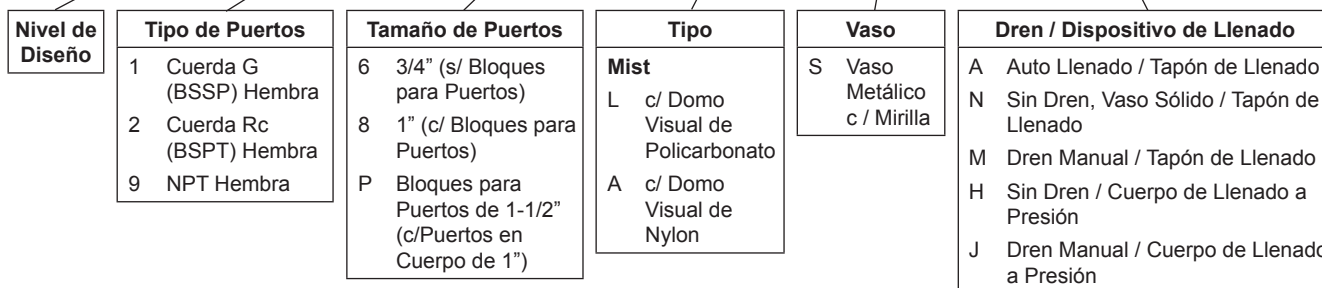 Nivel de
Diseño
Tipo de Puertos
1 Cuerda G
(BSSP) Hembra
2 Cuerda Rc
(BSPT) Hembra
9 NPT Hembra
Tamaño de Puertos
6 3/4” (s/ Bloques
para Puertos)
8 1” (c/ Bloques para
Puertos)
P Bloques para
Puertos de 1-1/2”
(c/Puertos en
Cuerpo de 1”)
Tipo
Mist
L c/ Domo
Visual de
Policarbonato
A c/ Domo
Visual de
Nylon
Vaso
S Vaso
Metálico
c / Mirilla
Dren / Dispositivo de Llenado
A Auto Llenado / Tapón de Llenado
N Sin Dren, Vaso Sólido / Tapón de
Llenado
M Dren Manual / Tapón de Llenado
H Sin Dren / Cuerpo de Llenado a
Presión
J Dren Manual / Cuerpo de Llenado
a Presión